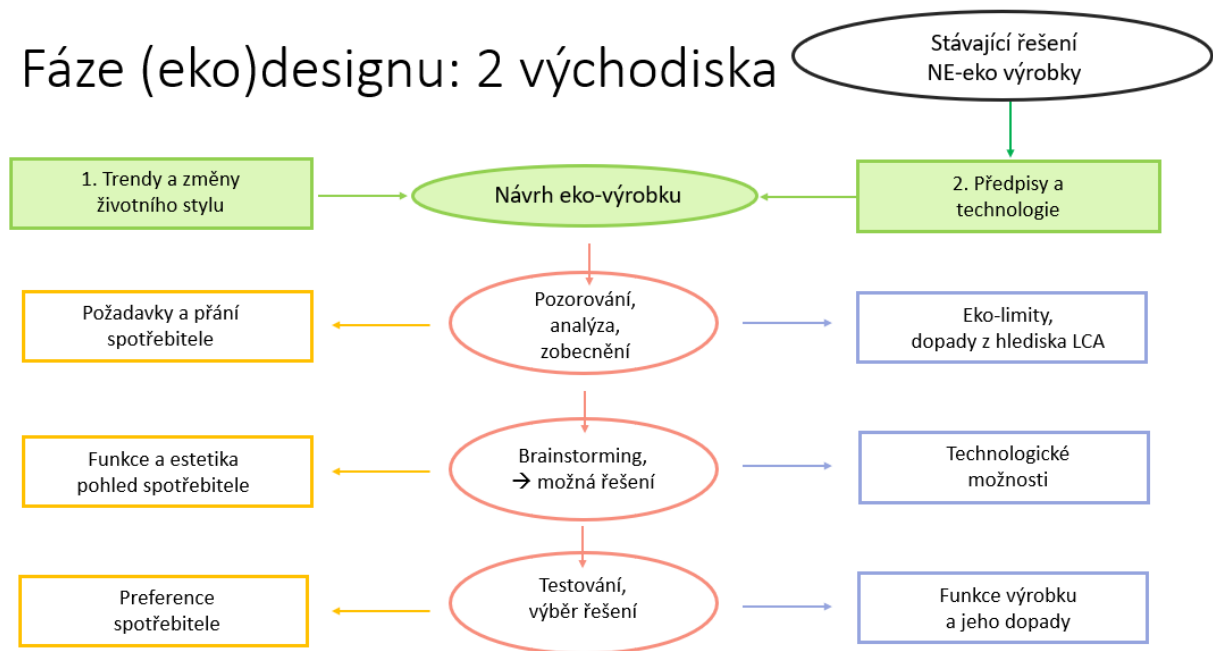 Fáze (eko)designu: 2 východiska
Stávající řešení
NE-eko výrobky
1. Trendy a změny
životního stylu
Návrh eko-výrobku
2. Předpisy a
technologie
Požadavky a přání
spotřebitele
Pozorování,
analýza,
zobecnění
Eko-limity,
dopady z hlediska LCA
Funkce a estetika
pohled spotřebitele
Brainstorming,
→ možná řešení
Technologické
možnosti
Preference
spotřebitele
Testování,
výběr řešení
Funkce výrobku
a jeho dopady